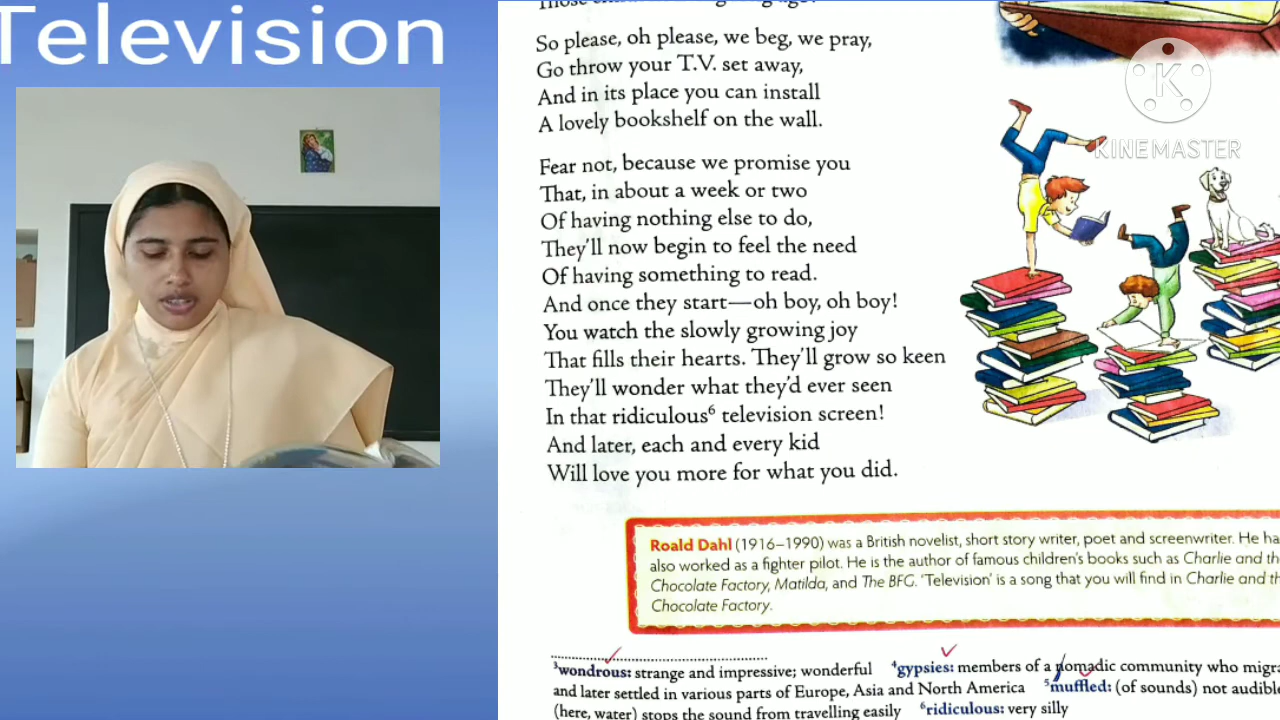 Television
So please, oh please, we beg, we pray,
Go throw your T.V. set away,
And in its place you can install
A lovely bookshelf on the wall.
Fear not, because we promise you
That, in about a week or two
Of having nothing else to do,
They'll now begin to feel the need
Of having something to read.
And once they start—oh boy, oh boy!
You watch the slowly growing joy
That fills their hearts. They'll grow so keen
They'll wonder what they'd ever seen
In that ridiculous⁶ television screen!
And later, each and every kid
Will love you more for what you did.
Roald Dahl (1916–1990) was a British novelist, short story writer, poet and screenwriter. He
also worked as a fighter pilot. He is the author of famous children's books such as Charlie and
Chocolate Factory, Matilda, and The BFG. 'Television' is a song that you will find in Charlie and
Chocolate Factory.
³wondrous: strange and impressive; wonderful ⁴gypsies: members of a nomadic community who
and later settled in various parts of Europe, Asia and North America ⁵muffled: (of sounds) not
(here, water) stops the sound from travelling easily ⁶ridiculous: very silly
K
KINEMASTER